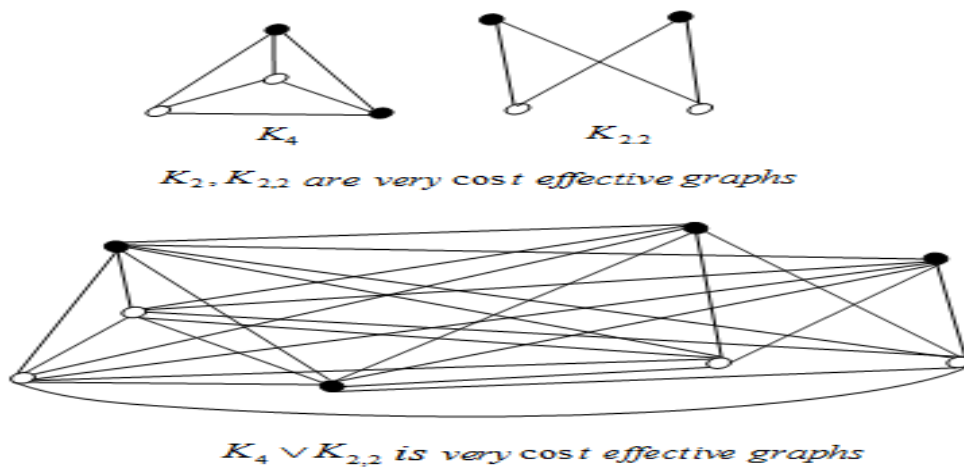 K₄
K₂,₂
K₂, K₂,₂ are very cost effective graphs
K₄ ∨ K₂,₂ is very cost effective graphs